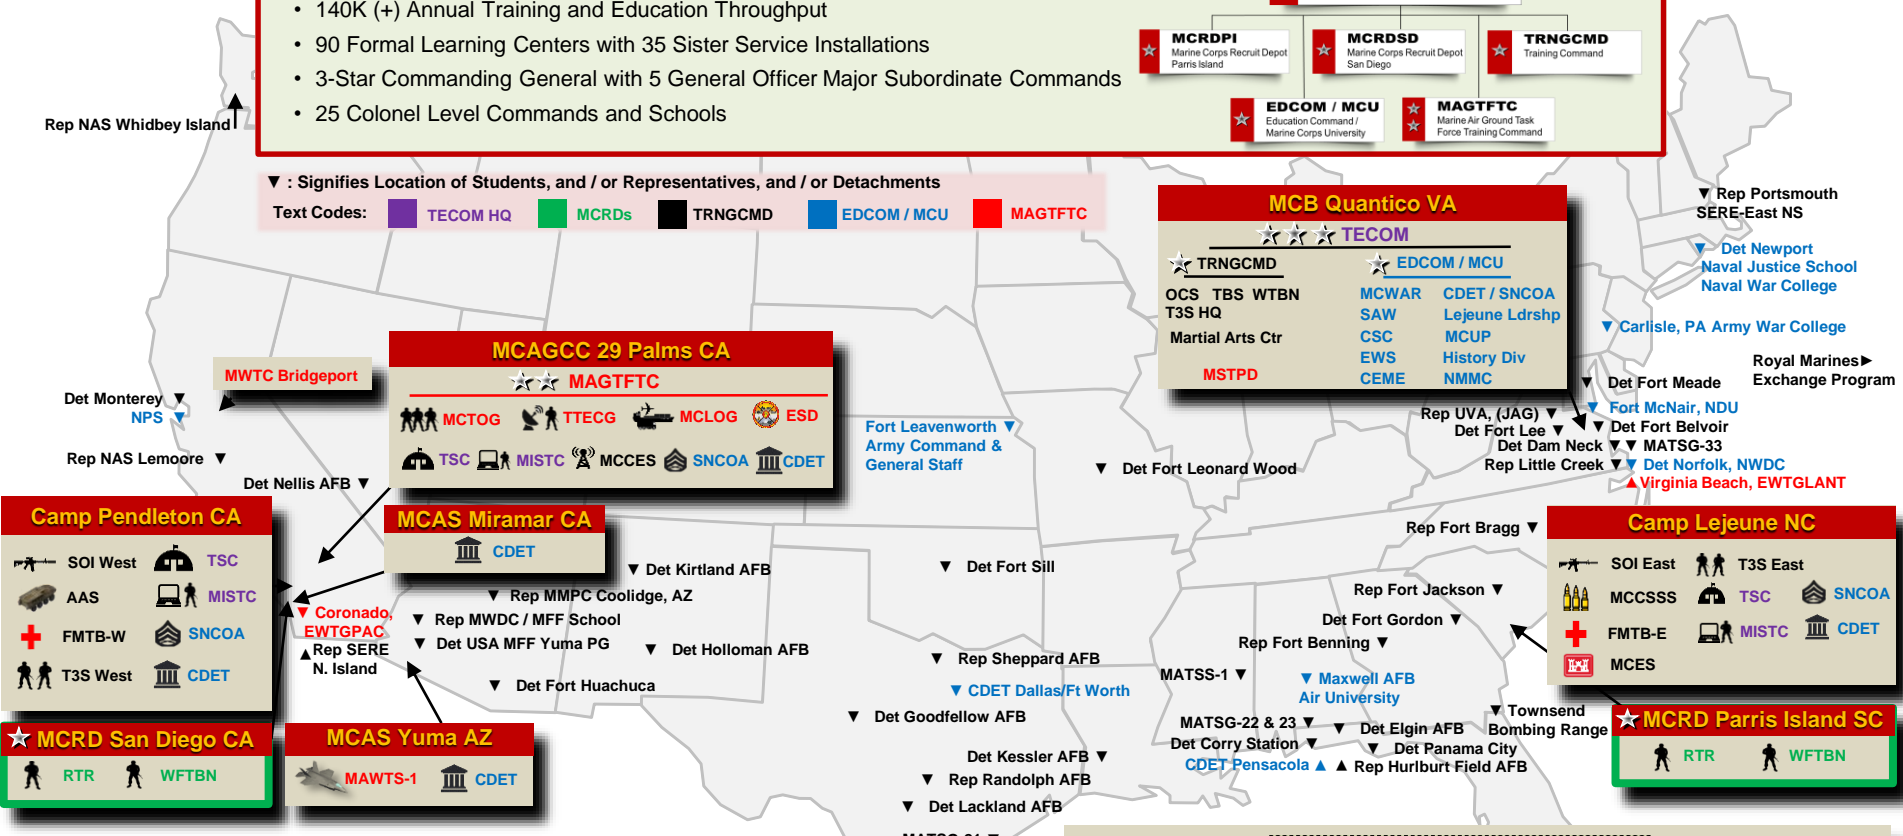 • 140K (+) Annual Training and Education Throughput
• 90 Formal Learning Centers with 35 Sister Service Installations
• 3-Star Commanding General with 5 General Officer Major Subordinate Commands
• 25 Colonel Level Commands and Schools
MCRDPI
Marine Corps Recruit Depot
Parris Island
MCRDSD
Marine Corps Recruit Depot
San Diego
TRNGCMD
Training Command
EDCOM / MCU
Education Command /
Marine Corps University
MAGTFTC
Marine Air Ground Task
Force Training Command
Rep NAS Whidbey Island
▼ : Signifies Location of Students, and / or Representatives, and / or Detachments
Text Codes: TECOM HQ MCRDs TRNGCMD EDCOM / MCU MAGTFTC
MCB Quantico VA
TECOM
TRNGCMD
OCS TBS WTBN
T3S HQ
Martial Arts Ctr
MSTPD
EDCOM / MCU
MCWAR CDET / SNCOA
SAW Lejeune Ldrshp
CSC MCUP
EWS History Div
CEME NMMC
▼ Rep Portsmouth
SERE-East NS
▼ Det Newport
Naval Justice School
Naval War College
▼ Carlisle, PA Army War College
Royal Marines►
Exchange Program
▼ Det Fort Meade
▼ Fort McNair, NDU
▼ Det Fort Belvoir
Rep UVA, (JAG) ▼
Det Fort Lee ▼
Det Dam Neck ▼ ▼ MATSG-33
Rep Little Creek ▼ ▼ Det Norfolk, NWDC
▲Virginia Beach, EWTGLANT
MWTC Bridgeport
Det Monterey ▼
NPS ▼
Rep NAS Lemoore ▼
Det Nellis AFB ▼
MCAGCC 29 Palms CA
MAGTFTC
MCTOG TTECG MCLOG ESD
TSC MISTC MCCES SNCOA CDET
Fort Leavenworth ▼
Army Command &
General Staff
▼ Det Fort Leonard Wood
Camp Pendleton CA
SOI West TSC
AAS MISTC
FMTB-W SNCOA
T3S West CDET
MCAS Miramar CA
CDET
▼ Coronado,
EWTGPAC
▲Rep SERE
N. Island
▼ Det Kirtland AFB
▼ Rep MMPC Coolidge, AZ
▼ Rep MWDC / MFF School
▼ Det USA MFF Yuma PG
▼ Det Holloman AFB
▼ Det Fort Huachuca
▼ Det Fort Sill
▼ Rep Sheppard AFB
▼ CDET Dallas/Ft Worth
▼ Det Goodfellow AFB
Det Kessler AFB ▼
▼ Rep Randolph AFB
▼ Det Lackland AFB
Rep Fort Bragg ▼
Rep Fort Jackson ▼
Det Fort Gordon ▼
Rep Fort Benning ▼
MATSS-1 ▼
▼ Maxwell AFB
Air University
MATSG-22 & 23 ▼
Det Corry Station ▼
CDET Pensacola ▲
▼ Det Elgin AFB
▼ Det Panama City
▲ Rep Hurlburt Field AFB
▼ Townsend
Bombing Range
Camp Lejeune NC
SOI East T3S East
MCCSSS TSC SNCOA
FMTB-E MISTC CDET
MCES
MCRD San Diego CA
RTR WFTBN
MCAS Yuma AZ
MAWTS-1 CDET
MCRD Parris Island SC
RTR WFTBN